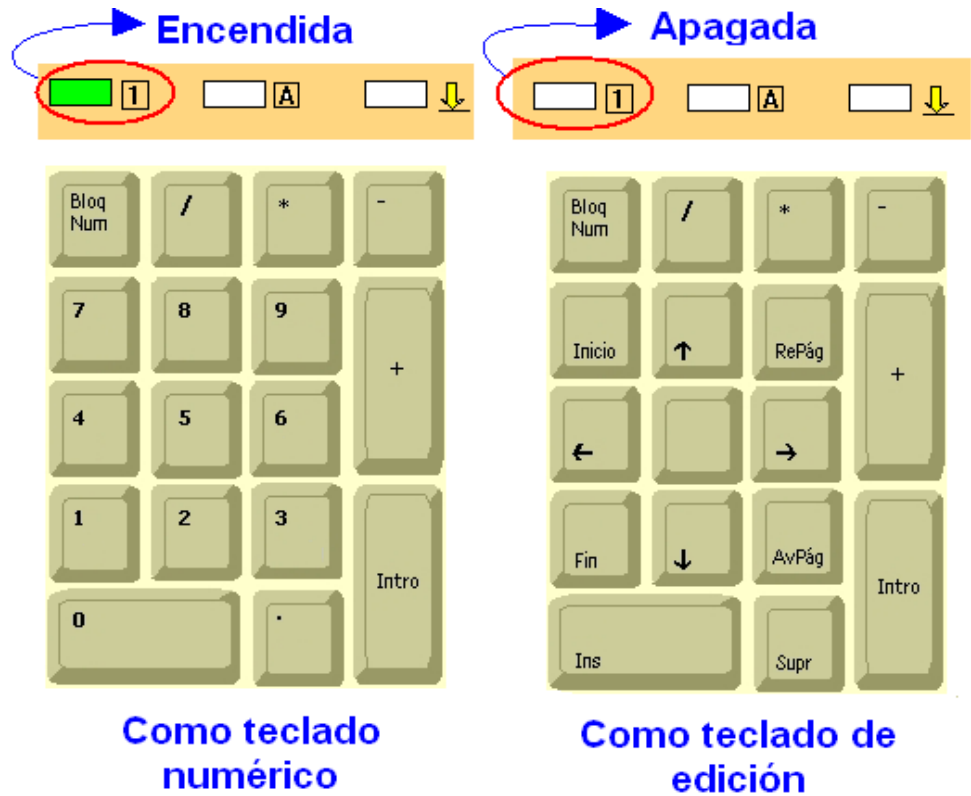 Encendida
Apagada
1 A
1 A
Bloq
Num
/ * -
7 8 9
+
4 5 6
1 2 3
Intro
0 .
Bloq
Num
/ * -
Inicio ↑ RePág
+
← →
Fin ↓ AvPág
Intro
Ins Supr
Como teclado
numérico
Como teclado de
edición